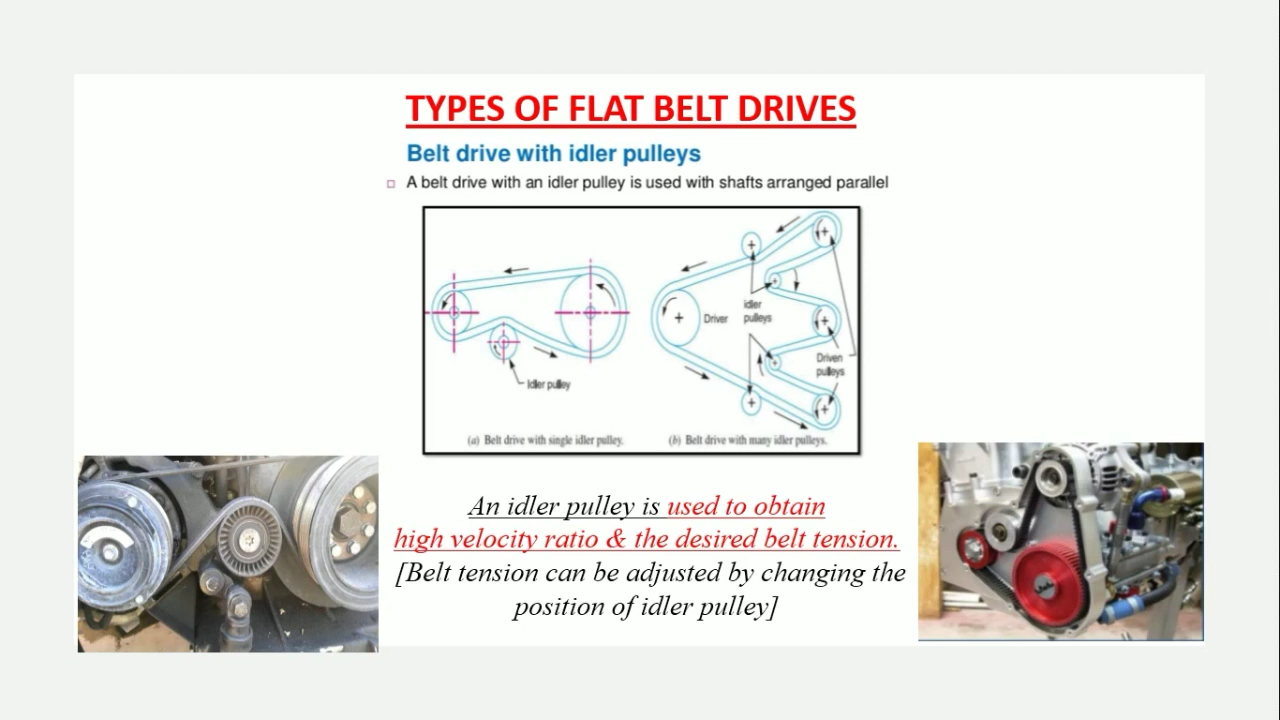 TYPES OF FLAT BELT DRIVES
Belt drive with idler pulleys
A belt drive with an idler pulley is used with shafts arranged parallel
idler
pulleys
Driver
Driven
pulleys
Idler pulley
(a) Belt drive with single idler pulley.
(b) Belt drive with many idler pulleys.
An idler pulley is used to obtain
high velocity ratio & the desired belt tension.
[Belt tension can be adjusted by changing the
position of idler pulley]